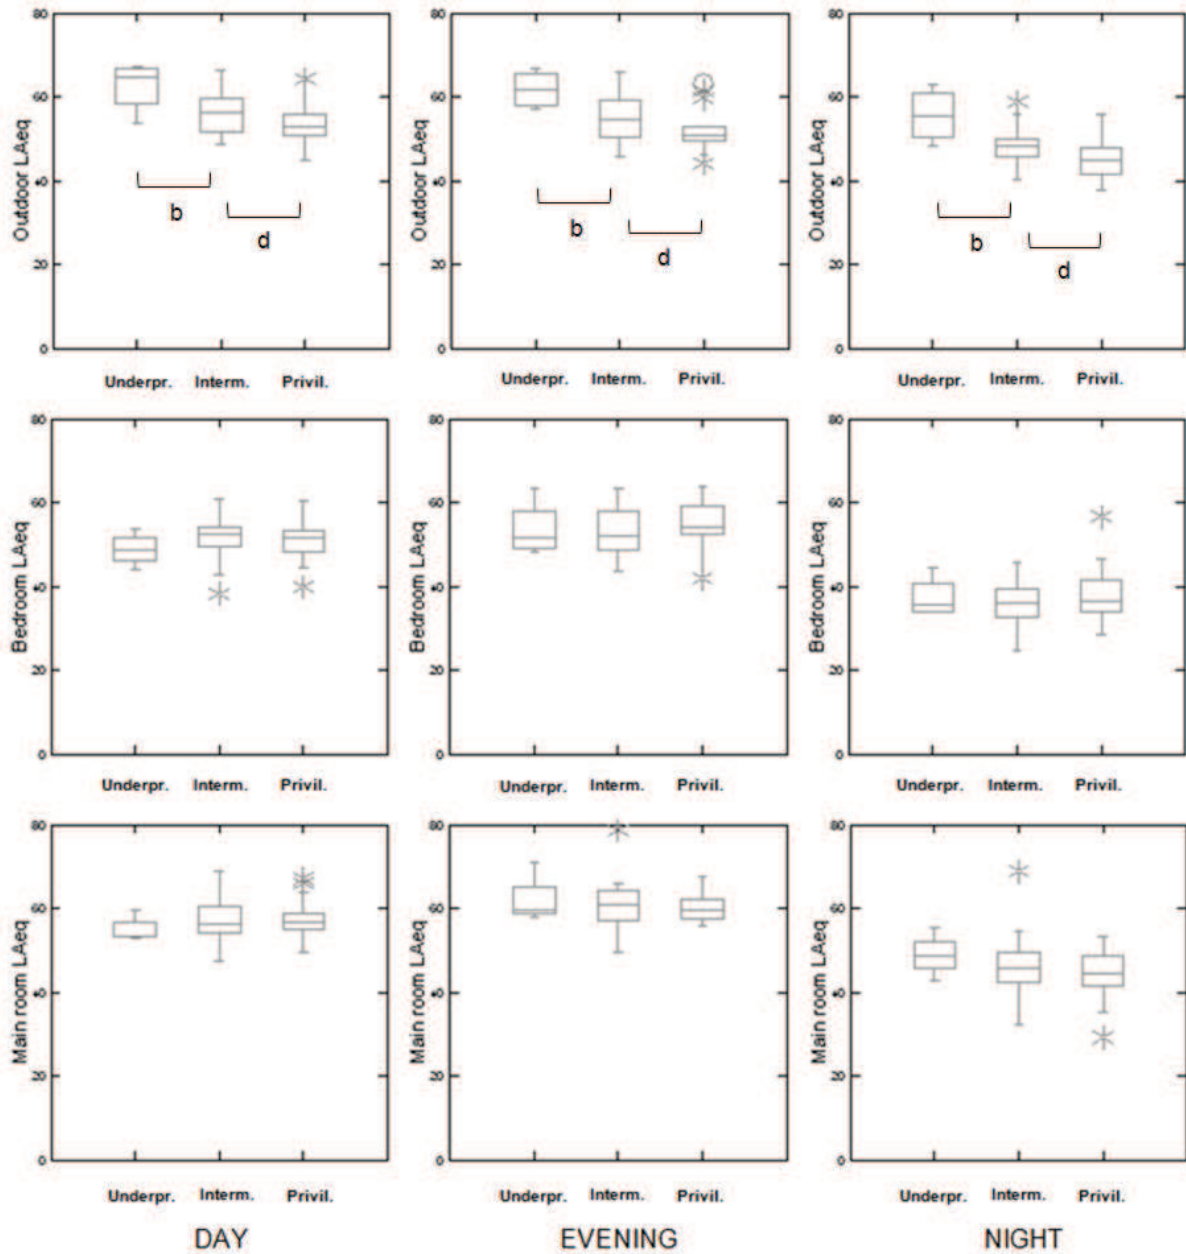 80 80 80
60 60 60
40 40 40
20 20 20
0 0 0
Outdoor LAeq Outdoor LAeq Outdoor LAeq
b b b
d d d
Underpr. Interm. Privil. Underpr. Interm. Privil. Underpr. Interm. Privil.
80 80 80
60 60 60
40 40 40
20 20 20
0 0 0
Bedroom LAeq Bedroom LAeq Bedroom LAeq
Underpr. Interm. Privil. Underpr. Interm. Privil. Underpr. Interm. Privil.
80 80 80
60 60 60
40 40 40
20 20 20
0 0 0
Main room LAeq Main room LAeq Main room LAeq
Underpr. Interm. Privil. Underpr. Interm. Privil. Underpr. Interm. Privil.
DAY EVENING NIGHT